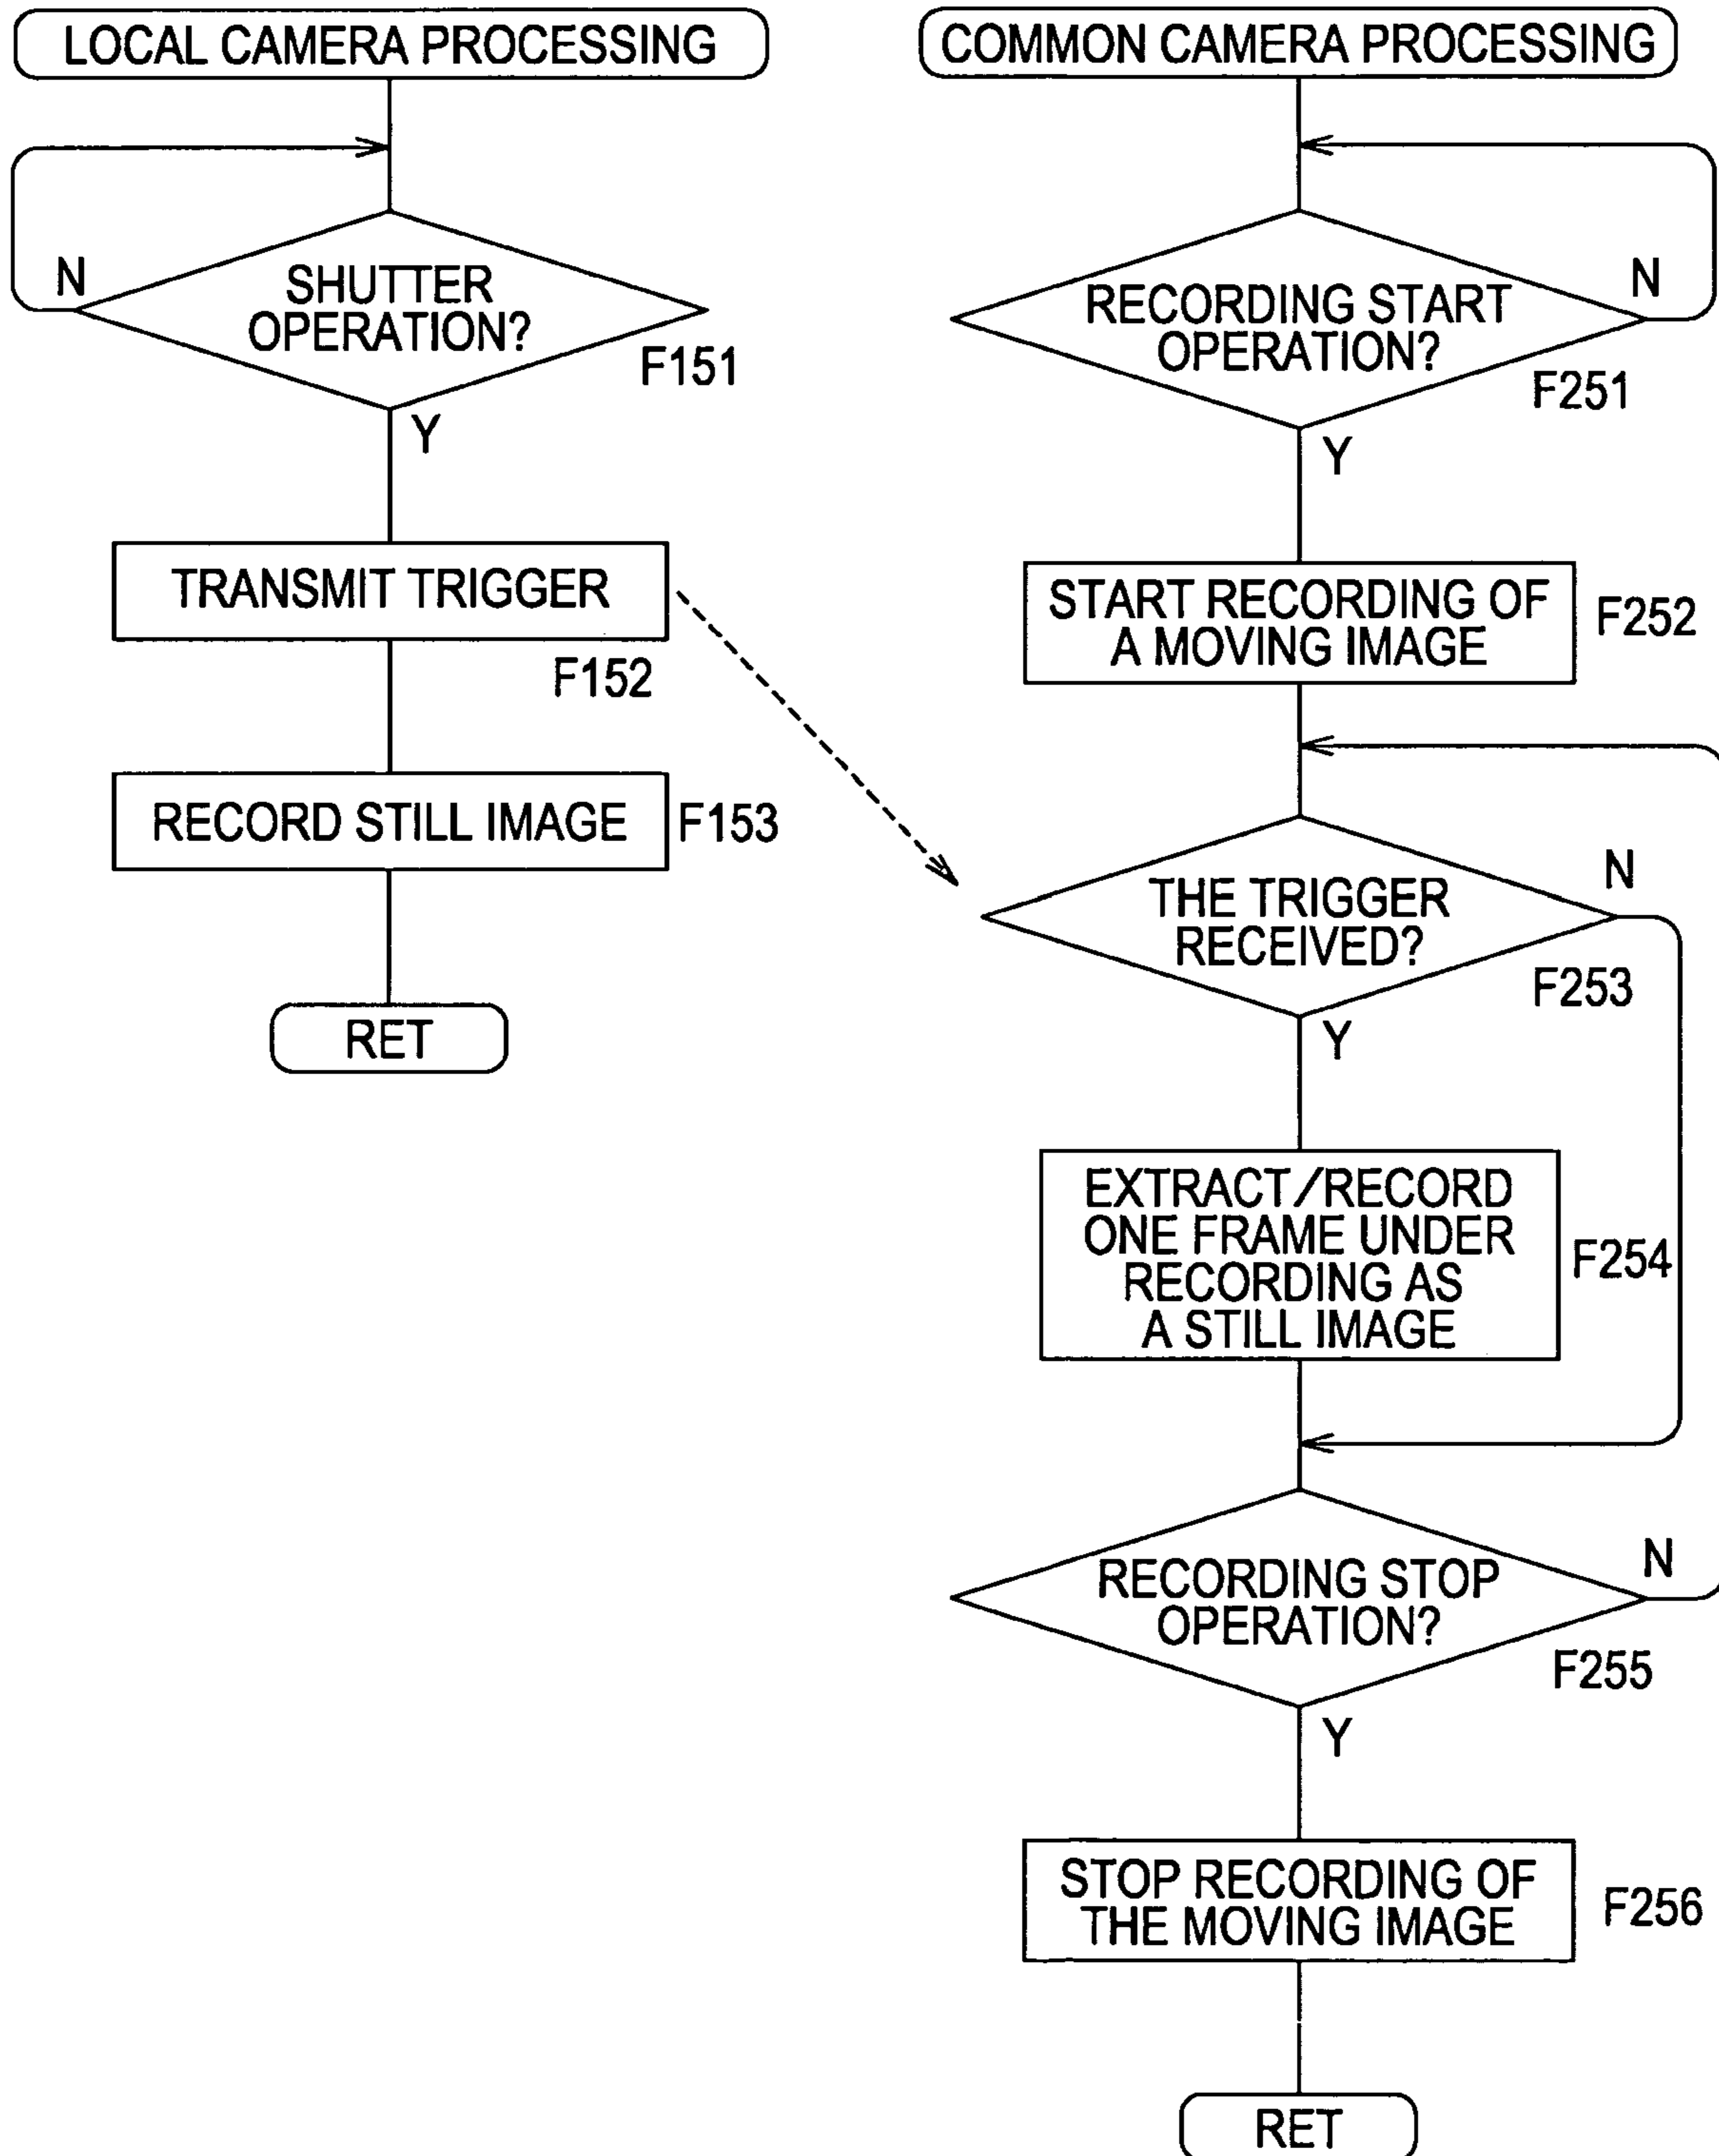 LOCAL CAMERA PROCESSING
N
SHUTTER
OPERATION?
F151
Y
TRANSMIT TRIGGER
F152
RECORD STILL IMAGE
F153
RET
COMMON CAMERA PROCESSING
RECORDING START
OPERATION?
N
F251
Y
START RECORDING OF
A MOVING IMAGE
F252
THE TRIGGER
RECEIVED?
N
F253
Y
EXTRACT/RECORD
ONE FRAME UNDER
RECORDING AS
A STILL IMAGE
F254
RECORDING STOP
OPERATION?
N
F255
Y
STOP RECORDING OF
THE MOVING IMAGE
F256
RET